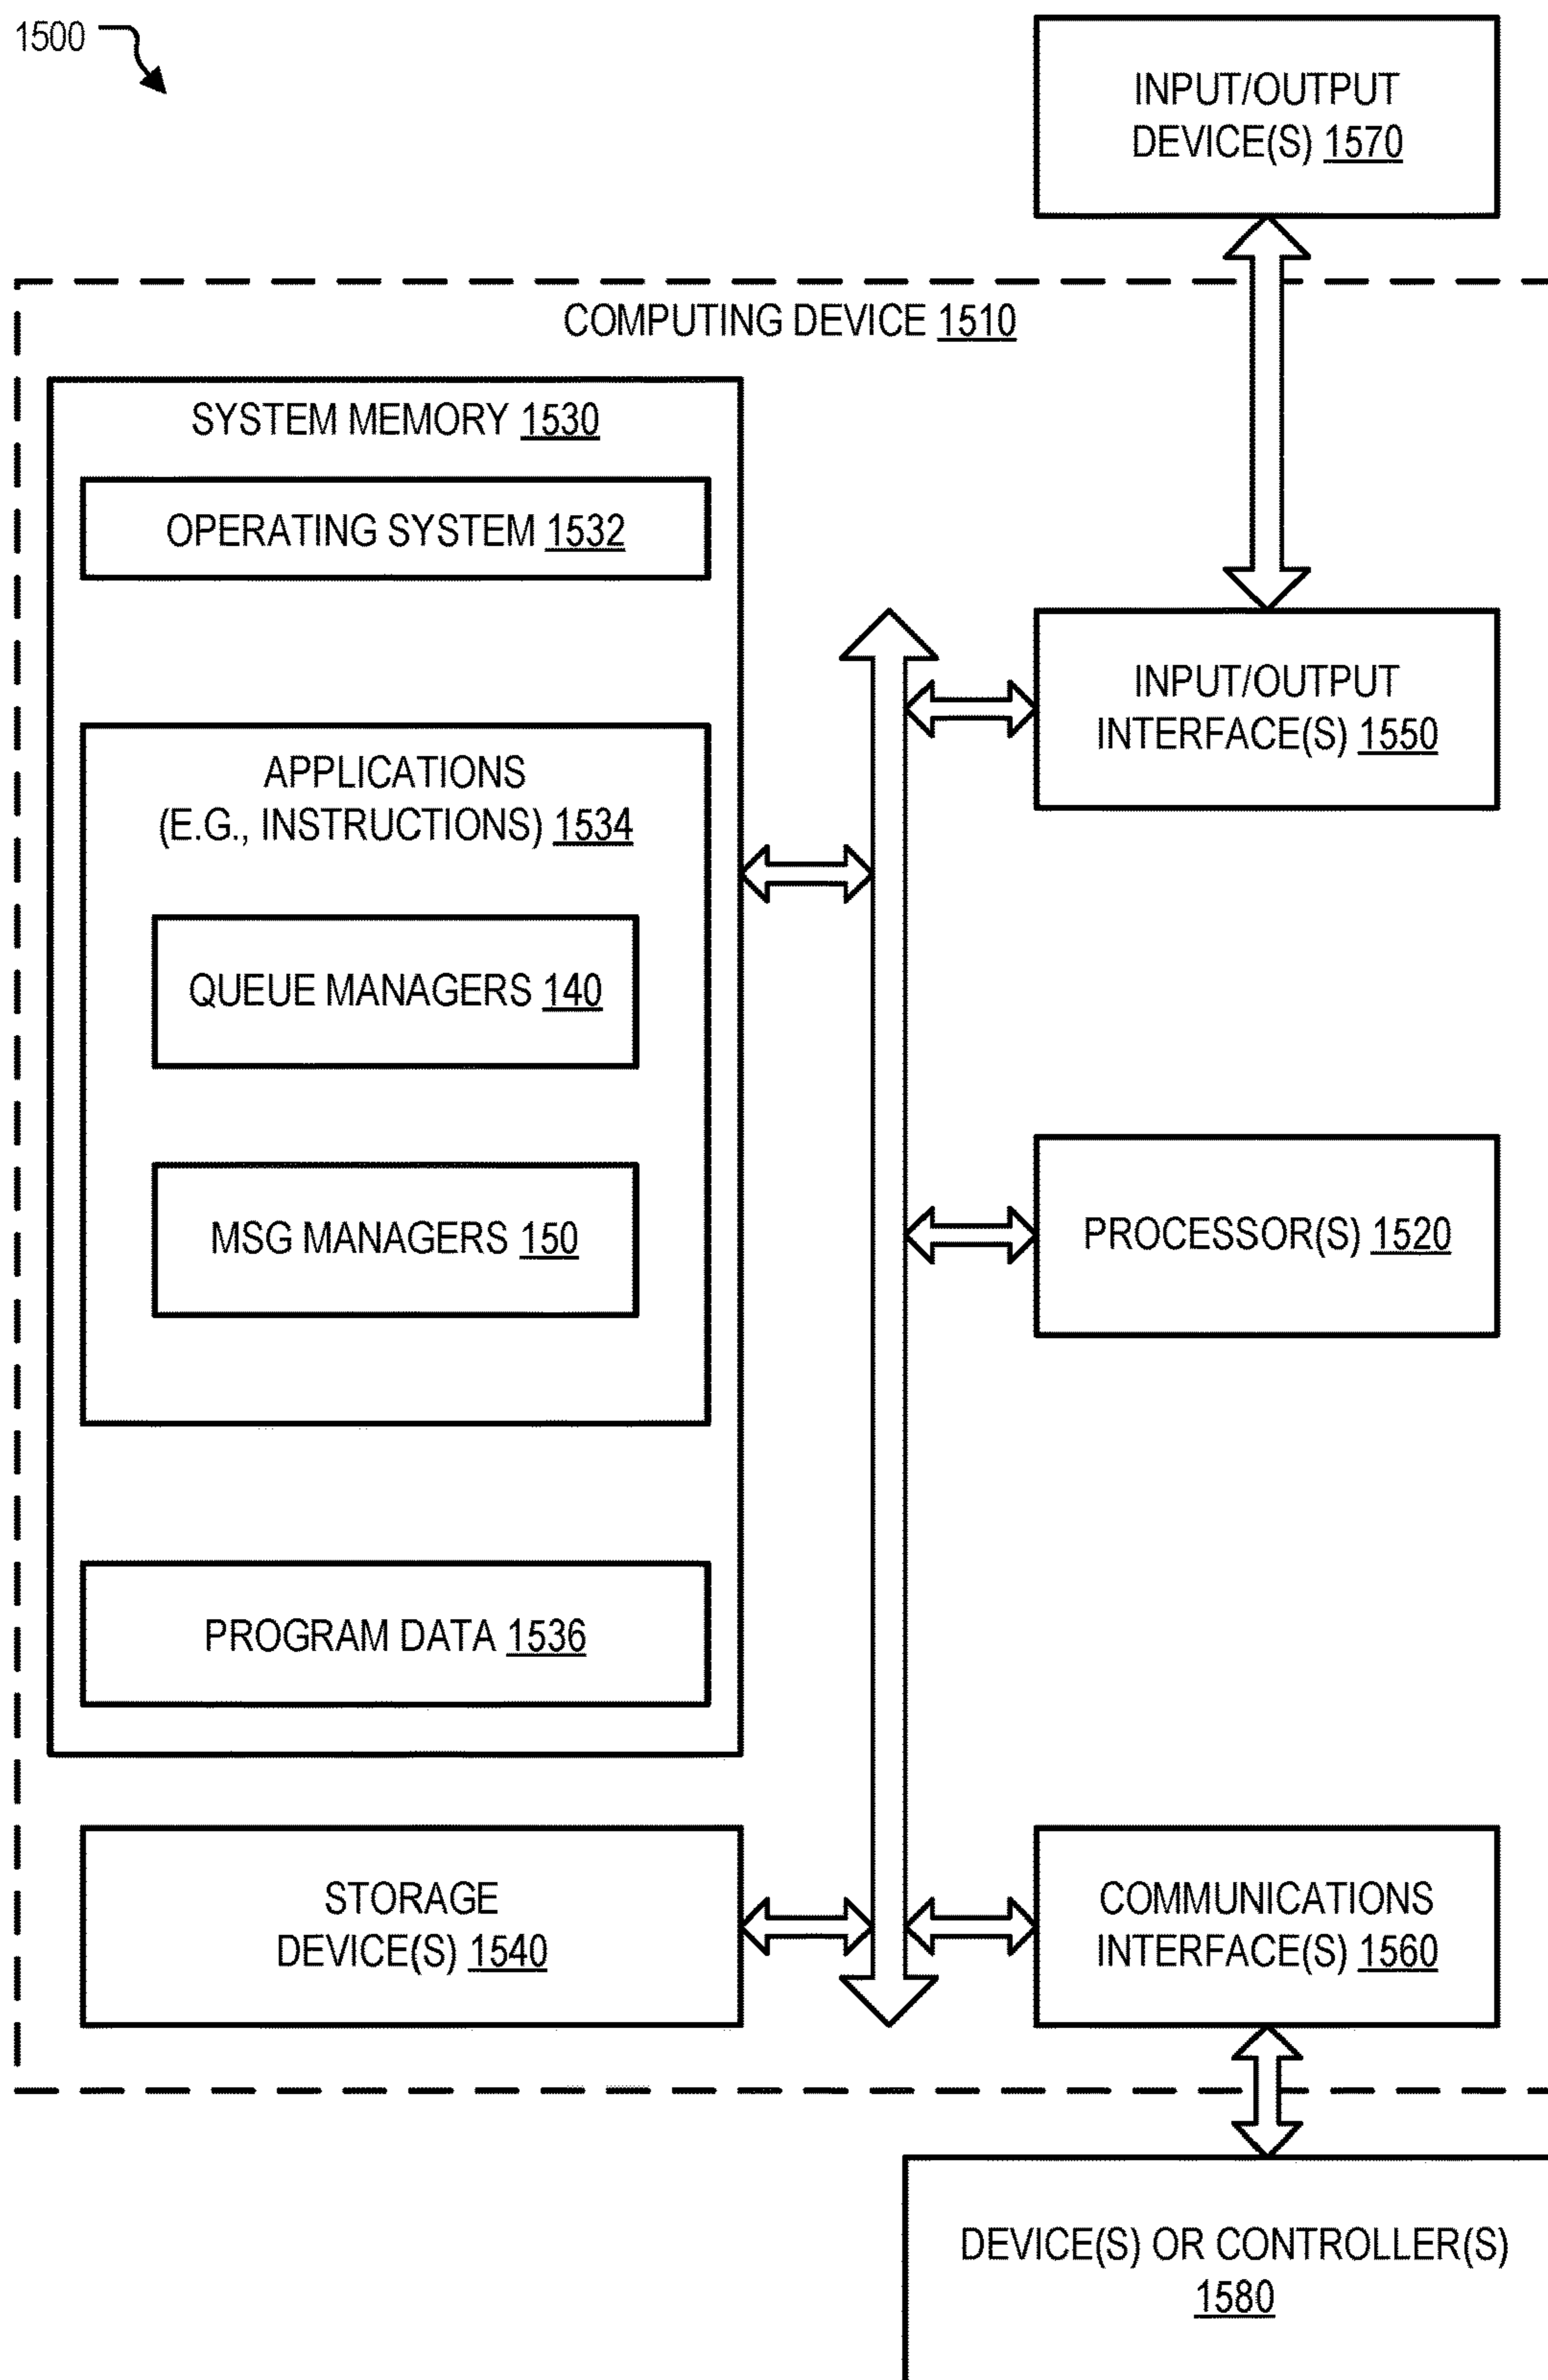 1500
INPUT/OUTPUT
DEVICE(S) 1570
COMPUTING DEVICE 1510
SYSTEM MEMORY 1530
OPERATING SYSTEM 1532
APPLICATIONS
(E.G., INSTRUCTIONS) 1534
QUEUE MANAGERS 140
MSG MANAGERS 150
PROGRAM DATA 1536
STORAGE
DEVICE(S) 1540
INPUT/OUTPUT
INTERFACE(S) 1550
PROCESSOR(S) 1520
COMMUNICATIONS
INTERFACE(S) 1560
DEVICE(S) OR CONTROLLER(S)
1580